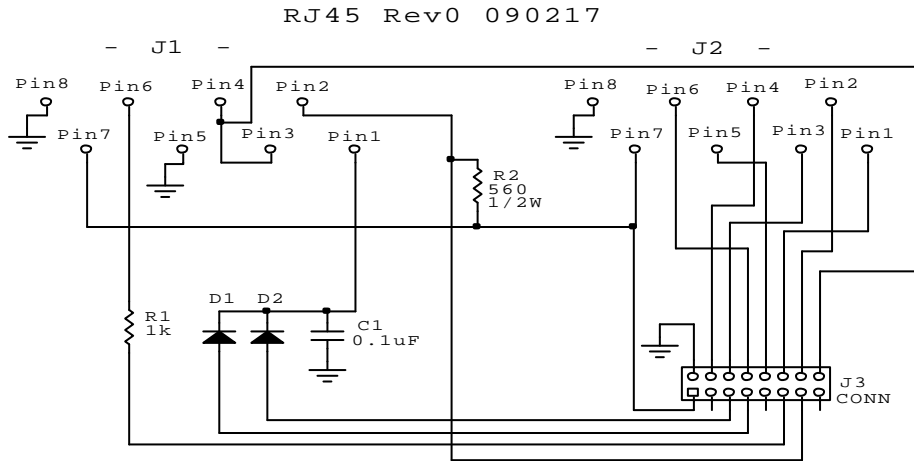 RJ45 Rev0 090217
- J1 -
- J2 -
Pin8 Pin6 Pin4 Pin2
Pin8 Pin6 Pin4 Pin2
Pin7 Pin5 Pin3 Pin1
Pin7 Pin5 Pin3 Pin1
R2
560
1/2W
D1 D2
R1
1k
C1
0.1uF
J3
CONN